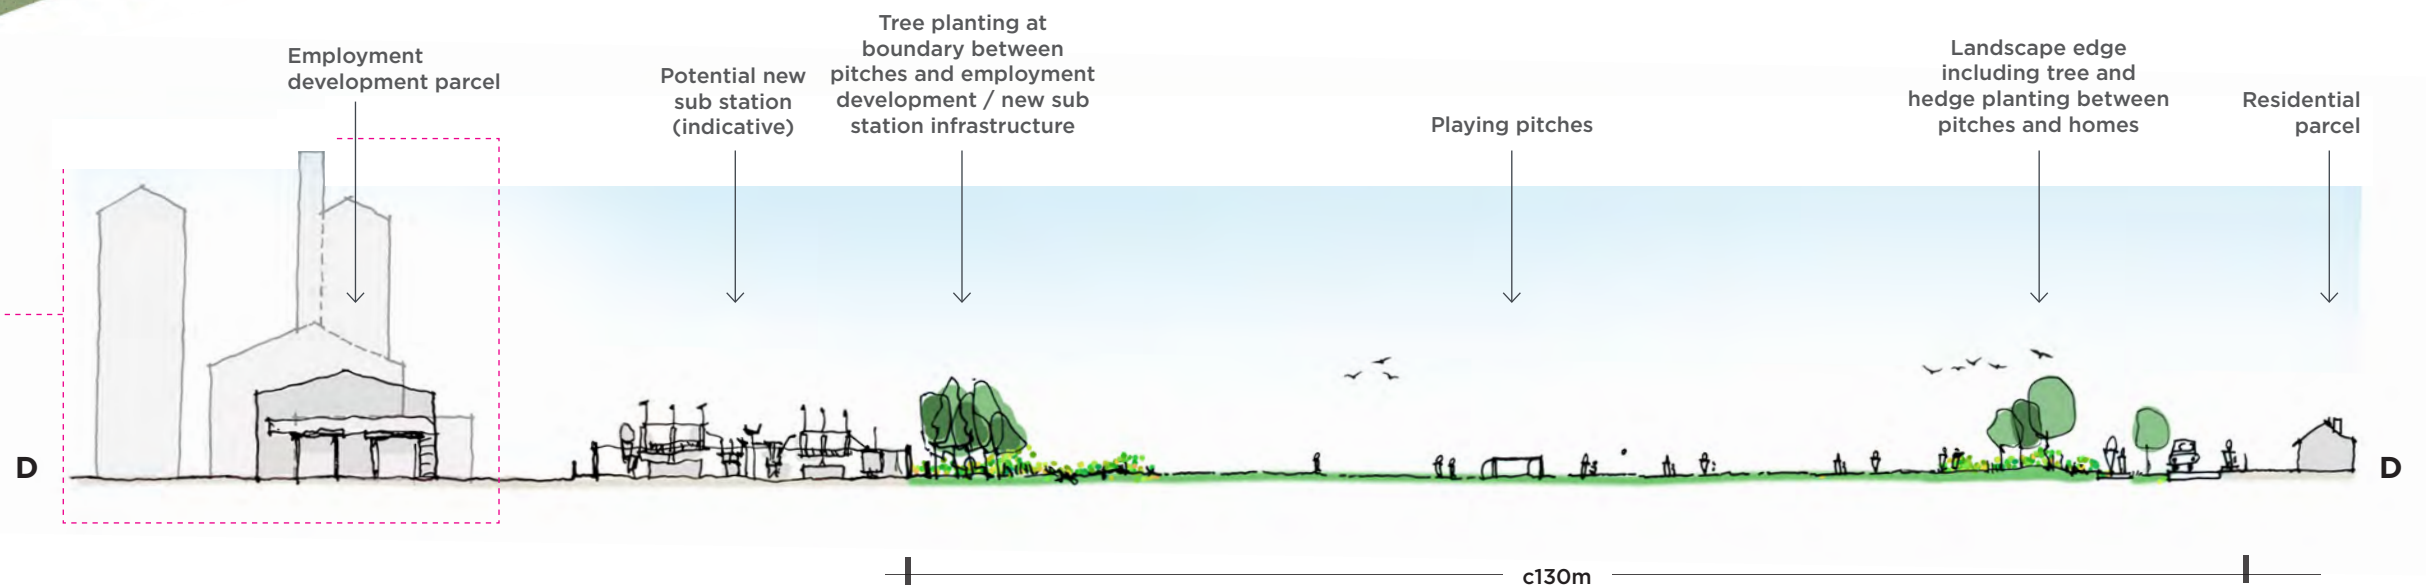 Employment
development parcel
Potential new
sub station
(indicative)
Tree planting at
boundary between
pitches and employment
development / new sub
station infrastructure
Playing pitches
Landscape edge
including tree and
hedge planting between
pitches and homes
Residential
parcel
D
D
c130m